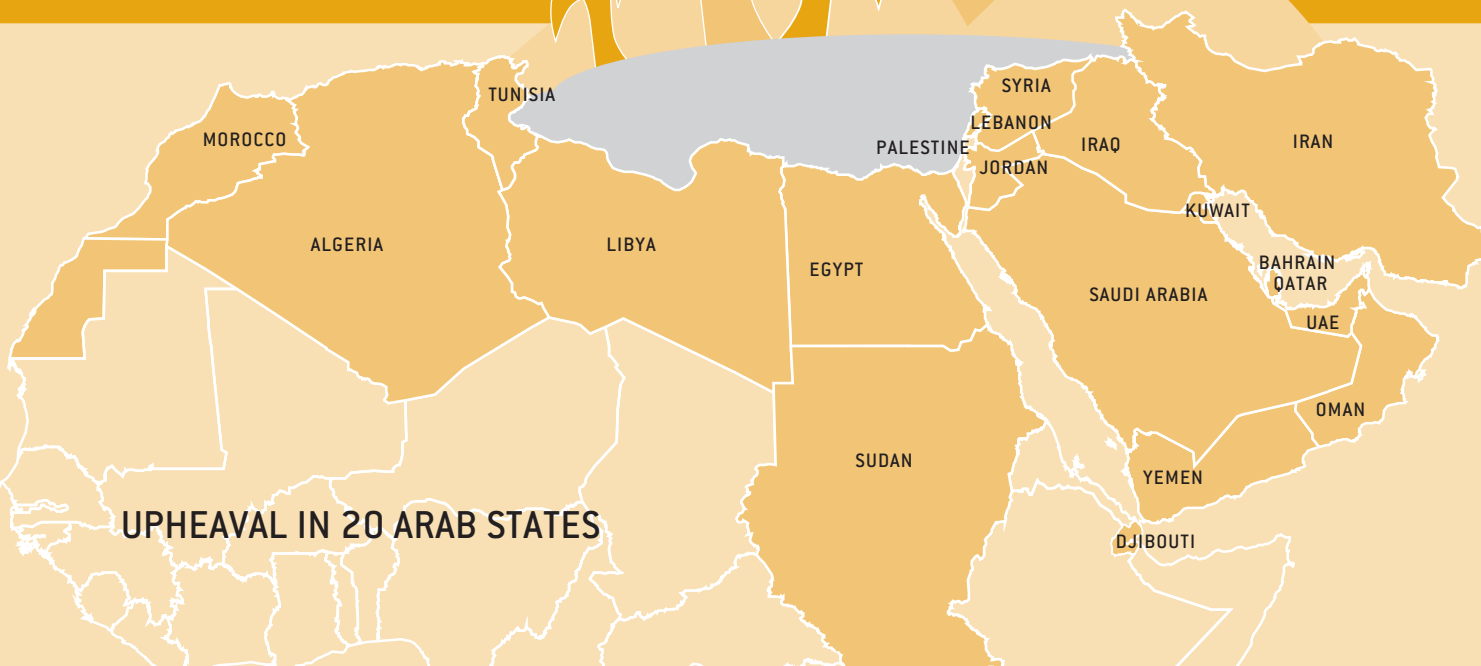 SYRIA
TUNISIA
LEBANON
MOROCCO
PALESTINE
IRAQ
IRAN
JORDAN
KUWAIT
ALGERIA
LIBYA
EGYPT
BAHRAIN
QATAR
SAUDI ARABIA
UAE
OMAN
SUDAN
YEMEN
UPHEAVAL IN 20 ARAB STATES
DJIBOUTI